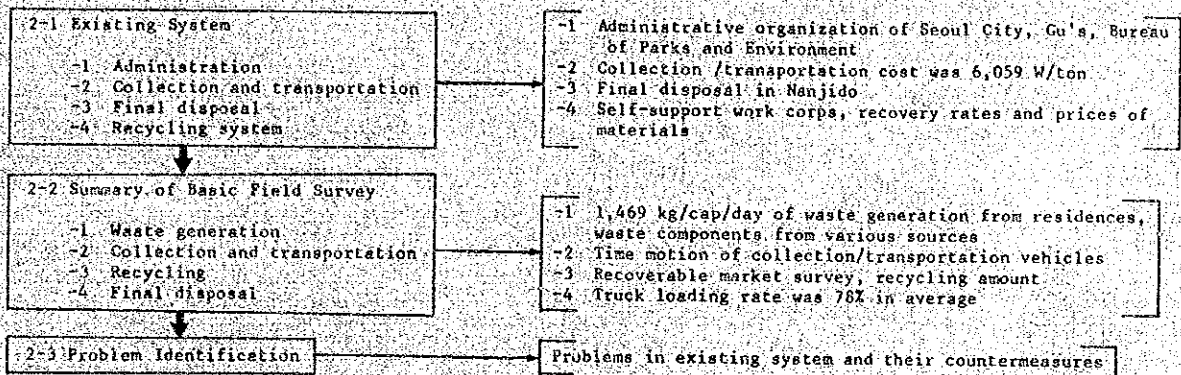 2-1 Existing System
-1 Administration
-2 Collection and transportation
-3 Final disposal
-4 Recycling system
-1 Administrative organization of Seoul City, Gu's, Bureau
of Parks and Environment
-2 Collection /transportation cost was 6,059 W/ton
-3 Final disposal in Nanjido
-4 Self-support work corps, recovery rates and prices of
materials
2-2 Summary of Basic Field Survey
-1 Waste generation
-2 Collection and transportation
-3 Recycling
-4 Final disposal
-1 1,469 kg/cap/day of waste generation from residences,
waste components from various sources
-2 Time motion of collection/transportation vehicles
-3 Recoverable market survey, recycling amount
-4 Truck loading rate was 78% in average
2-3 Problem Identification
Problems in existing system and their countermeasures